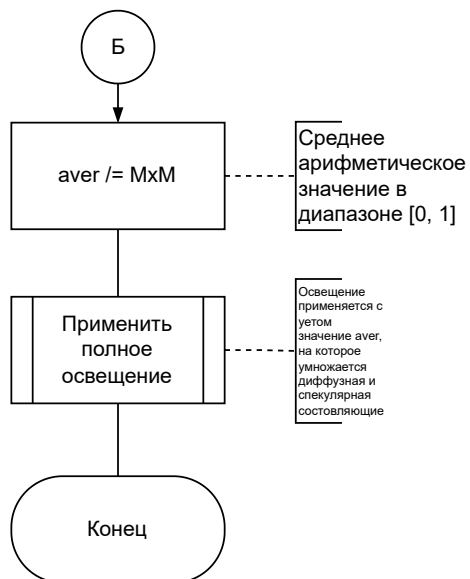 Б
aver /= MxM
Среднее
арифметическое
значение в
диапазоне [0, 1]
Применить
полное
освещение
Освещение
применяется с
уетом
значение aver,
на которое
умножается
диффузная и
спекулярная
состовляющие
Конец